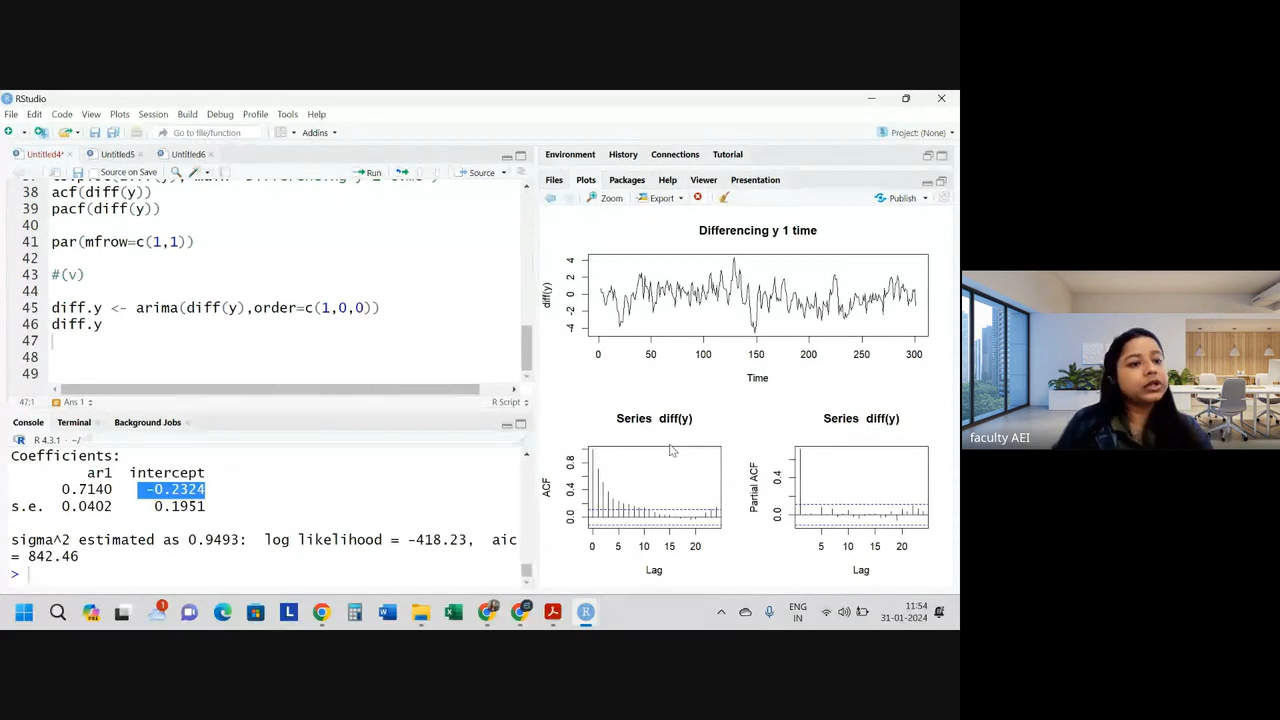 RStudio
File Edit Code View Plots Session Build Debug Profile Tools Help
Go to file/function Addins Project: (None)
Untitled4* Untitled5 Untitled6
Source on Save Run Source
38 acf(diff(y))
39 pacf(diff(y))
40
41 par(mfrow=c(1,1))
42
43 #(v)
44
45 diff.y <- arima(diff(y),order=c(1,0,0))
46 diff.y
47
48
49
47:1 Ans 1 R Script
Console Terminal Background Jobs
R 4.3.1 · ~/
Coefficients:
ar1 intercept
0.7140 -0.2324
s.e. 0.0402 0.1951
sigma^2 estimated as 0.9493: log likelihood = -418.23, aic
= 842.46
>
Environment History Connections Tutorial
Files Plots Packages Help Viewer Presentation
Zoom Export Publish
Differencing y 1 time
diff(y)
4
2
0
-4
0 50 100 150 200 250 300
Time
Series diff(y)
ACF
0.8
0.4
0.0
0 5 10 15 20
Lag
Series diff(y)
Partial ACF
0.4
0.0
5 10 15 20
Lag
faculty AEI
1
PRE
L
ENG
IN
11:54
31-01-2024